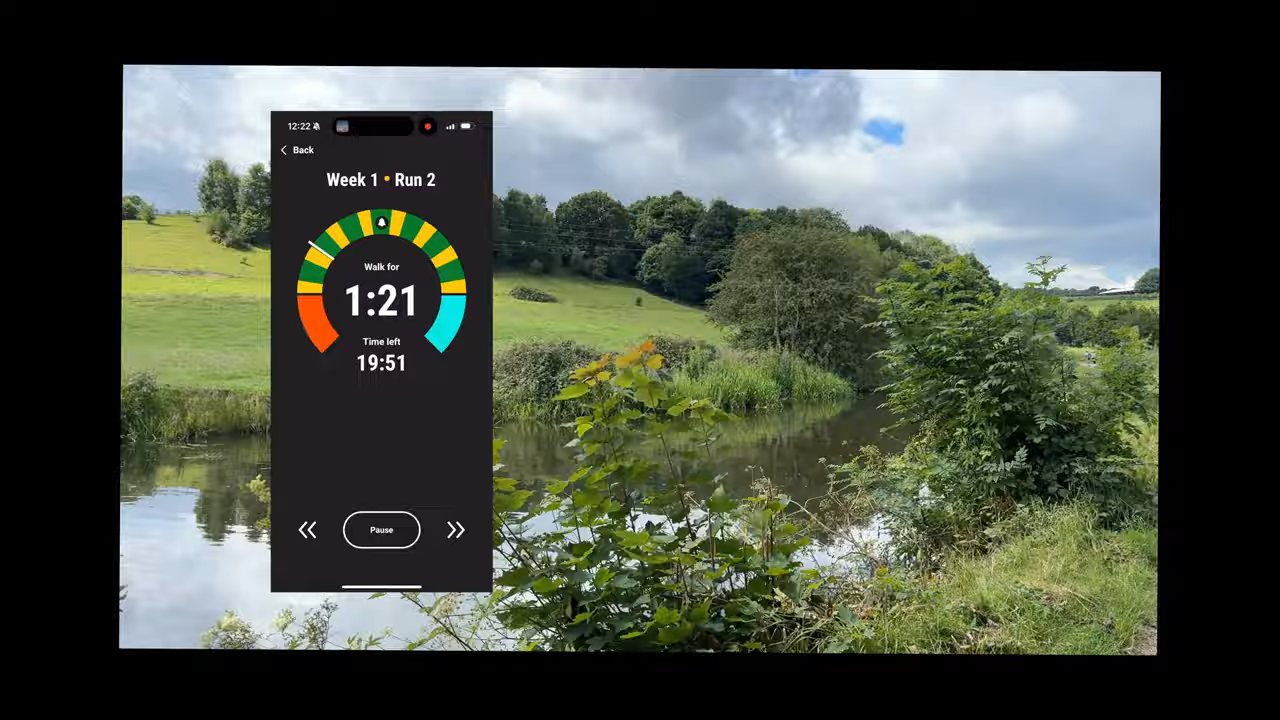 12:22
Back
Week 1 • Run 2
Walk for
1:21
Time left
19:51
Pause